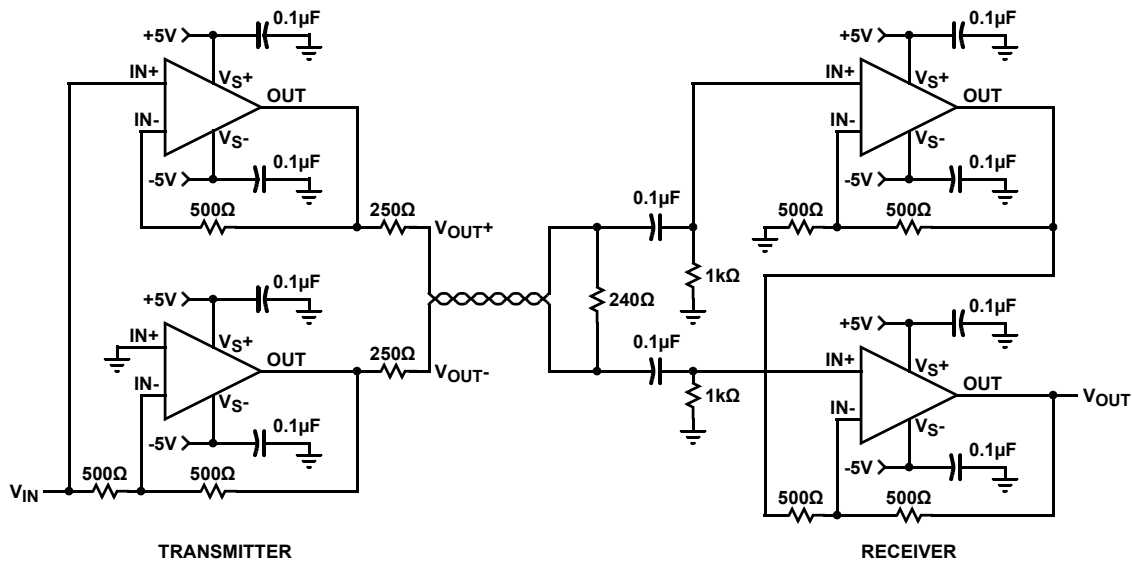 0.1µF
+5V
IN+
VS+
OUT
IN-
VS-
0.1µF
-5V
500Ω
250Ω
VOUT+
0.1µF
+5V
IN+
VS+
OUT
250Ω
VOUT-
IN-
VS-
0.1µF
-5V
500Ω
500Ω
VIN
TRANSMITTER
0.1µF
1kΩ
240Ω
0.1µF
1kΩ
0.1µF
+5V
IN+
VS+
OUT
IN-
VS-
0.1µF
-5V
500Ω
500Ω
0.1µF
+5V
IN+
VS+
OUT
VOUT
IN-
VS-
0.1µF
-5V
500Ω
500Ω
RECEIVER